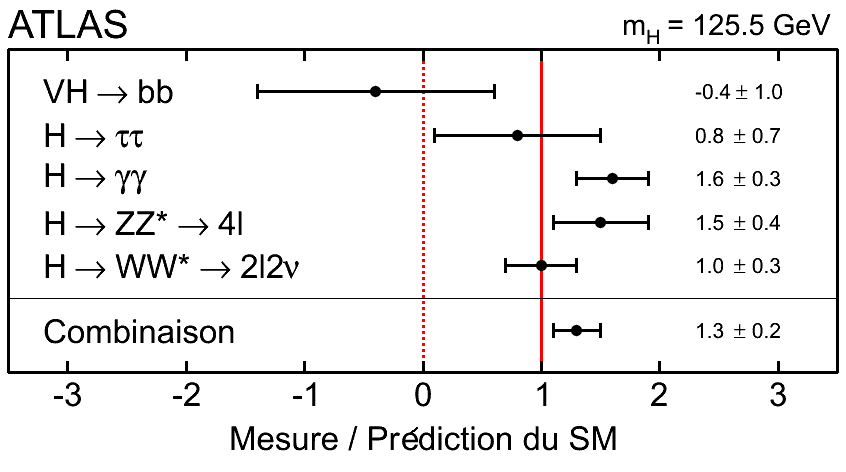 ATLAS mH = 125.5 GeV
VH → bb -0.4 ± 1.0
H → ττ 0.8 ± 0.7
H → γγ 1.6 ± 0.3
H → ZZ* → 4l 1.5 ± 0.4
H → WW* → 2l2ν 1.0 ± 0.3
Combinaison 1.3 ± 0.2
-3 -2 -1 0 1 2 3
Mesure / Prédiction du SM